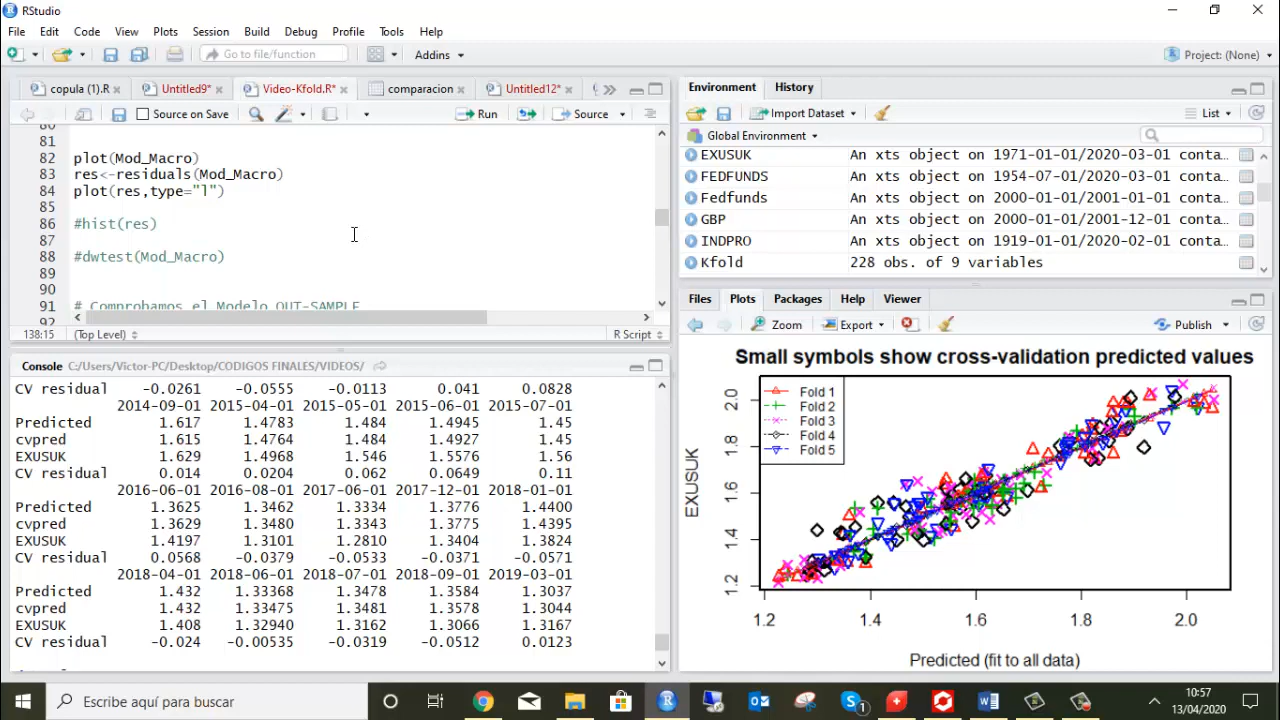 RStudio
File Edit Code View Plots Session Build Debug Profile Tools Help
Go to file/function
Addins
Project: (None)
copula (1).R
Untitled9*
Video-Kfold.R*
comparacion
Untitled12*
Source on Save
Run
Source
81
82 plot(Mod_Macro)
83 res<-residuals(Mod_Macro)
84 plot(res,type="l")
85
86 #hist(res)
87
88 #dwtest(Mod_Macro)
89
90
91 # Comprobamos el Modelo OUT-SAMPLE
92
138:15 (Top Level) R Script
Console C:/Users/Victor-PC/Desktop/CODIGOS FINALES/VIDEOS/
CV residual -0.0261 -0.0555 -0.0113 0.041 0.0828
2014-09-01 2015-04-01 2015-05-01 2015-06-01 2015-07-01
Predicted 1.617 1.4783 1.484 1.4945 1.45
cvpred 1.615 1.4764 1.484 1.4927 1.45
EXUSUK 1.629 1.4968 1.546 1.5576 1.56
CV residual 0.014 0.0204 0.062 0.0649 0.11
2016-06-01 2016-08-01 2017-06-01 2017-12-01 2018-01-01
Predicted 1.3625 1.3462 1.3334 1.3776 1.4400
cvpred 1.3629 1.3480 1.3343 1.3775 1.4395
EXUSUK 1.4197 1.3101 1.2810 1.3404 1.3824
CV residual 0.0568 -0.0379 -0.0533 -0.0371 -0.0571
2018-04-01 2018-06-01 2018-07-01 2018-09-01 2019-03-01
Predicted 1.432 1.33368 1.3478 1.3584 1.3037
cvpred 1.432 1.33475 1.3481 1.3578 1.3044
EXUSUK 1.408 1.32940 1.3162 1.3066 1.3167
CV residual -0.024 -0.00535 -0.0319 -0.0512 0.0123
Environment History
Import Dataset
List
Global Environment
EXUSUK An xts object on 1971-01-01/2020-03-01 conta…
FEDFUNDS An xts object on 1954-07-01/2020-03-01 conta…
Fedfunds An xts object on 2000-01-01/2001-01-01 conta…
GBP An xts object on 2000-01-01/2001-12-01 conta…
INDPRO An xts object on 1919-01-01/2020-02-01 conta…
Kfold 228 obs. of 9 variables
Files Plots Packages Help Viewer
Zoom Export Publish
Small symbols show cross-validation predicted values
Fold 1
Fold 2
Fold 3
Fold 4
Fold 5
EXUSUK
2.0
1.8
1.6
1.4
1.2
1.2 1.4 1.6 1.8 2.0
Predicted (fit to all data)
Escribe aquí para buscar
1
10:57
13/04/2020